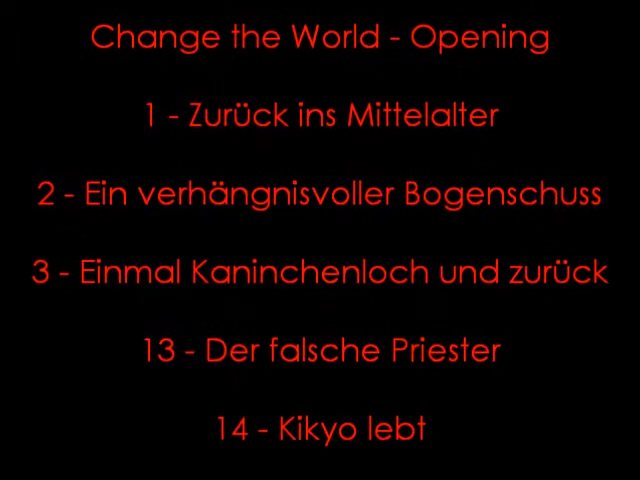 Change the World - Opening
1 - Zurück ins Mittelalter
2 - Ein verhängnisvoller Bogenschuss
3 - Einmal Kaninchenloch und zurück
13 - Der falsche Priester
14 - Kikyo lebt